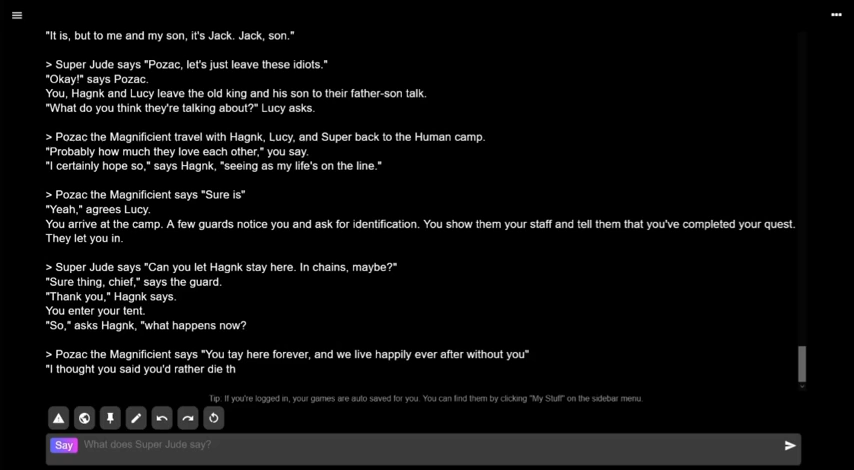 "It is, but to me and my son, it's Jack. Jack, son."
> Super Jude says "Pozac, let's just leave these idiots."
"Okay!" says Pozac.
You, Hagnk and Lucy leave the old king and his son to their father-son talk.
"What do you think they're talking about?" Lucy asks.
> Pozac the Magnificient travel with Hagnk, Lucy, and Super back to the Human camp.
"Probably how much they love each other," you say.
"I certainly hope so," says Hagnk, "seeing as my life's on the line."
> Pozac the Magnificient says "Sure is"
"Yeah," agrees Lucy.
You arrive at the camp. A few guards notice you and ask for identification. You show them your staff and tell them that you've completed your quest.
They let you in.
> Super Jude says "Can you let Hagnk stay here. In chains, maybe?"
"Sure thing, chief," says the guard.
"Thank you," Hagnk says.
You enter your tent.
"So," asks Hagnk, "what happens now?
> Pozac the Magnificient says "You tay here forever, and we live happily ever after without you"
"I thought you said you'd rather die th
Tip. If you're logged in, your games are auto saved for you. You can find them by clicking "My Stuff" on the sidebar menu.
Say What does Super Jude say?